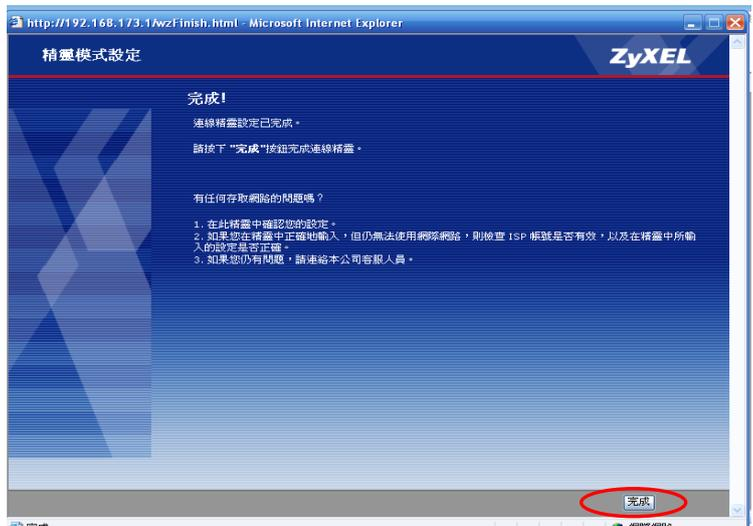 http://192.168.173.1/wzFinish.html - Microsoft Internet Explorer
精靈模式設定
ZyXEL
完成!
連線精靈設定已完成。
請按下 "完成"按鈕完成連線精靈。
有任何存取網路的問題嗎？
1. 在此精靈中確認您的設定。
2. 如果您在精靈中正確地輸入，但仍無法使用網際網路，則檢查 ISP 帳號是否有效，以及在精靈中所輸
入的設定是否正確。
3. 如果您仍有問題，請連絡本公司客服人員。
完成
完成
網際網路